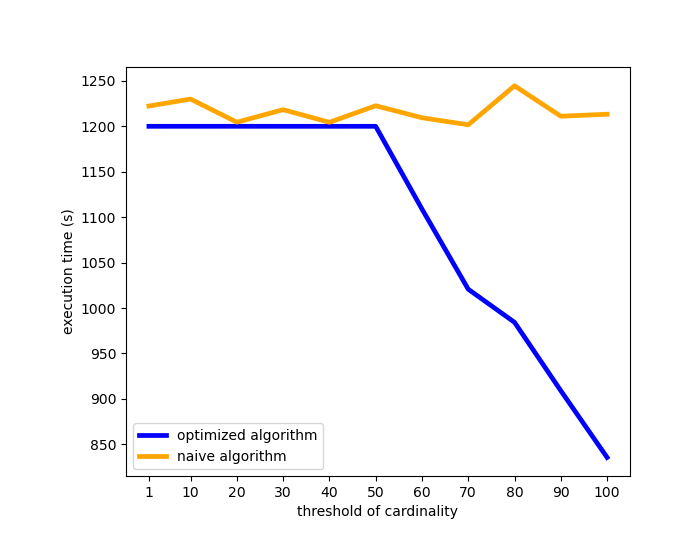 1250
1200
1150
1100
1050
1000
950
900
850
execution time (s)
optimized algorithm
naive algorithm
1 10 20 30 40 50 60 70 80 90 100
threshold of cardinality